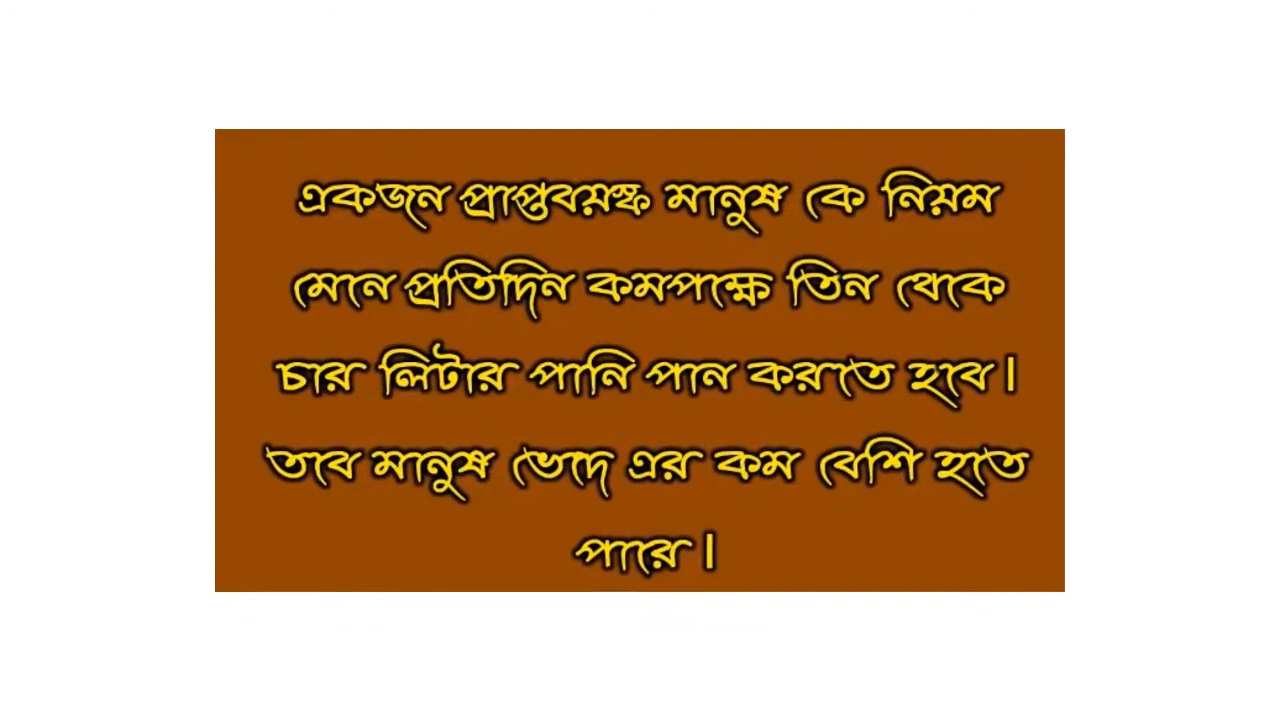 একজন প্রাপ্তবয়স্ক মানুষ কে নিয়ম
মেনে প্রতিদিন কমপক্ষে তিন থেকে
চার লিটার পানি পান করতে হবে।
তবে মানুষ ভেদে এর কম বেশি হতে
পারে।